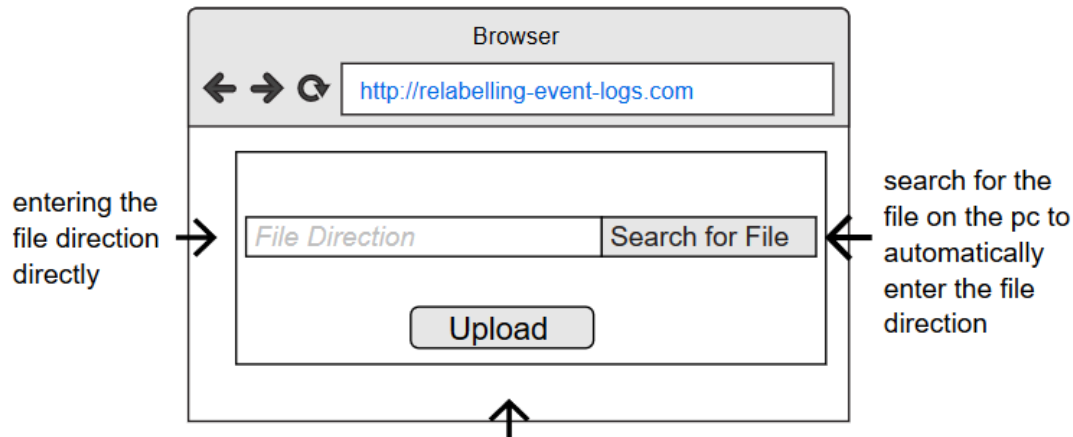 Browser
http://relabelling-event-logs.com
entering the
file direction
directly
File Direction
Search for File
Upload
search for the
file on the pc to
automatically
enter the file
direction